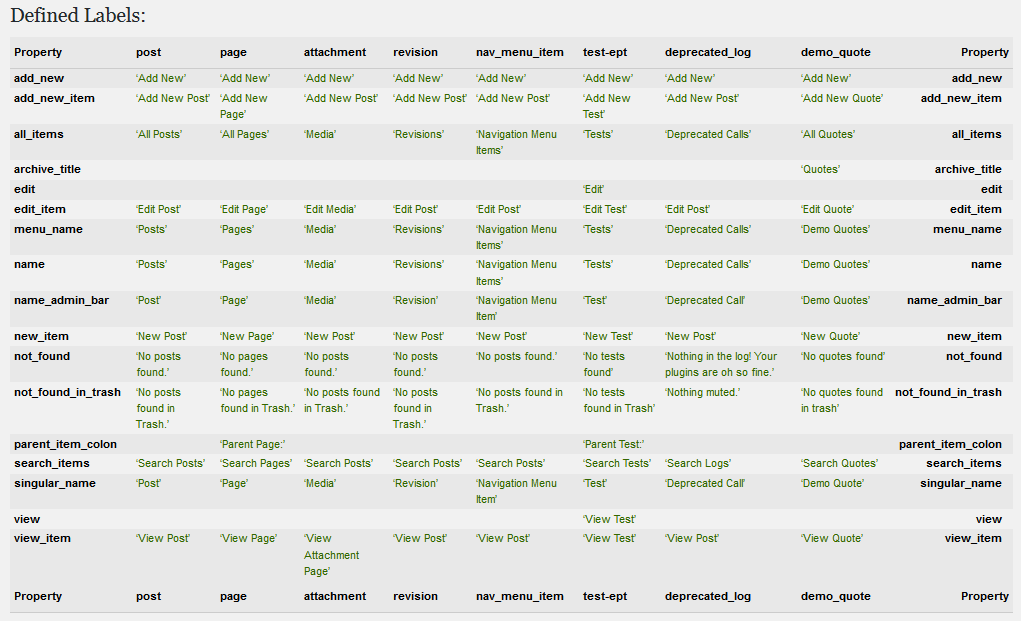 Defined Labels:
Property post page attachment revision nav_menu_item test-ept deprecated_log demo_quote Property
add_new ‘Add New’ ‘Add New’ ‘Add New’ ‘Add New’ ‘Add New’ ‘Add New’ ‘Add New’ ‘Add New’ add_new
add_new_item ‘Add New Post’ ‘Add New ‘Add New Post’ ‘Add New Post’ ‘Add New Post’ ‘Add New ‘Add New Post’ ‘Add New Quote’ add_new_item
Page’ Test’
all_items ‘All Posts’ ‘All Pages’ ‘Media’ ‘Revisions’ ‘Navigation Menu ‘Tests’ ‘Deprecated Calls’ ‘All Quotes’ all_items
Items’
archive_title ‘Quotes’ archive_title
edit ‘Edit’ edit
edit_item ‘Edit Post’ ‘Edit Page’ ‘Edit Media’ ‘Edit Post’ ‘Edit Post’ ‘Edit Test’ ‘Edit Post’ ‘Edit Quote’ edit_item
menu_name ‘Posts’ ‘Pages’ ‘Media’ ‘Revisions’ ‘Navigation Menu ‘Tests’ ‘Deprecated Calls’ ‘Demo Quotes’ menu_name
Items’
name ‘Posts’ ‘Pages’ ‘Media’ ‘Revisions’ ‘Navigation Menu ‘Tests’ ‘Deprecated Calls’ ‘Demo Quotes’ name
Items’
name_admin_bar ‘Post’ ‘Page’ ‘Media’ ‘Revision’ ‘Navigation Menu ‘Test’ ‘Deprecated Call’ ‘Demo Quotes’ name_admin_bar
Item’
new_item ‘New Post’ ‘New Page’ ‘New Post’ ‘New Post’ ‘New Post’ ‘New Test’ ‘New Post’ ‘New Quote’ new_item
not_found ‘No posts ‘No pages ‘No posts ‘No posts ‘No posts found.’ ‘No tests ‘Nothing in the log! Your ‘No quotes found’ not_found
found.’ found.’ found.’ found.’ found’ plugins are oh so fine.’
not_found_in_trash ‘No posts ‘No pages ‘No posts found ‘No posts ‘No posts found in ‘No tests ‘Nothing muted.’ ‘No quotes found not_found_in_trash
found in found in Trash.’ in Trash.’ found in Trash.’ found in Trash’ in trash’
Trash.’ Trash.’
parent_item_colon ‘Parent Page:’ ‘Parent Test:’ parent_item_colon
search_items ‘Search Posts’ ‘Search Pages’ ‘Search Posts’ ‘Search Posts’ ‘Search Posts’ ‘Search Tests’ ‘Search Logs’ ‘Search Quotes’ search_items
singular_name ‘Post’ ‘Page’ ‘Media’ ‘Revision’ ‘Navigation Menu ‘Test’ ‘Deprecated Call’ ‘Demo Quote’ singular_name
Item’
view ‘View Test’ view
view_item ‘View Post’ ‘View Page’ ‘View ‘View Post’ ‘View Post’ ‘View Test’ ‘View Post’ ‘View Quote’ view_item
Attachment
Page’
Property post page attachment revision nav_menu_item test-ept deprecated_log demo_quote Property